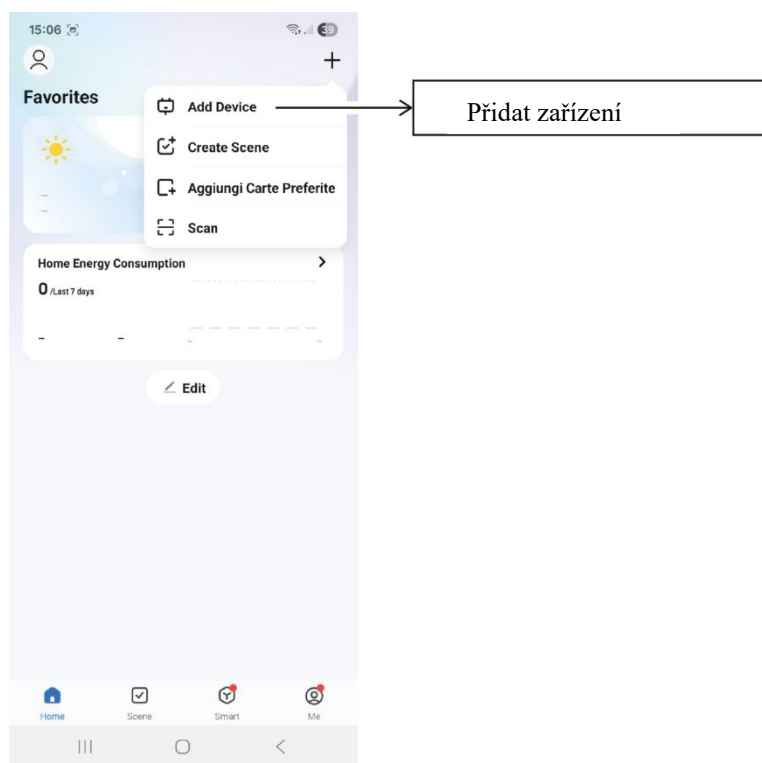 15:06
39
Favorites
Add Device
Přidat zařízení
Create Scene
Aggiungi Carte Preferite
Scan
--
--
Home Energy Consumption
0 /Last 7 days
- -
- -
Edit
Home Scene Smart Me